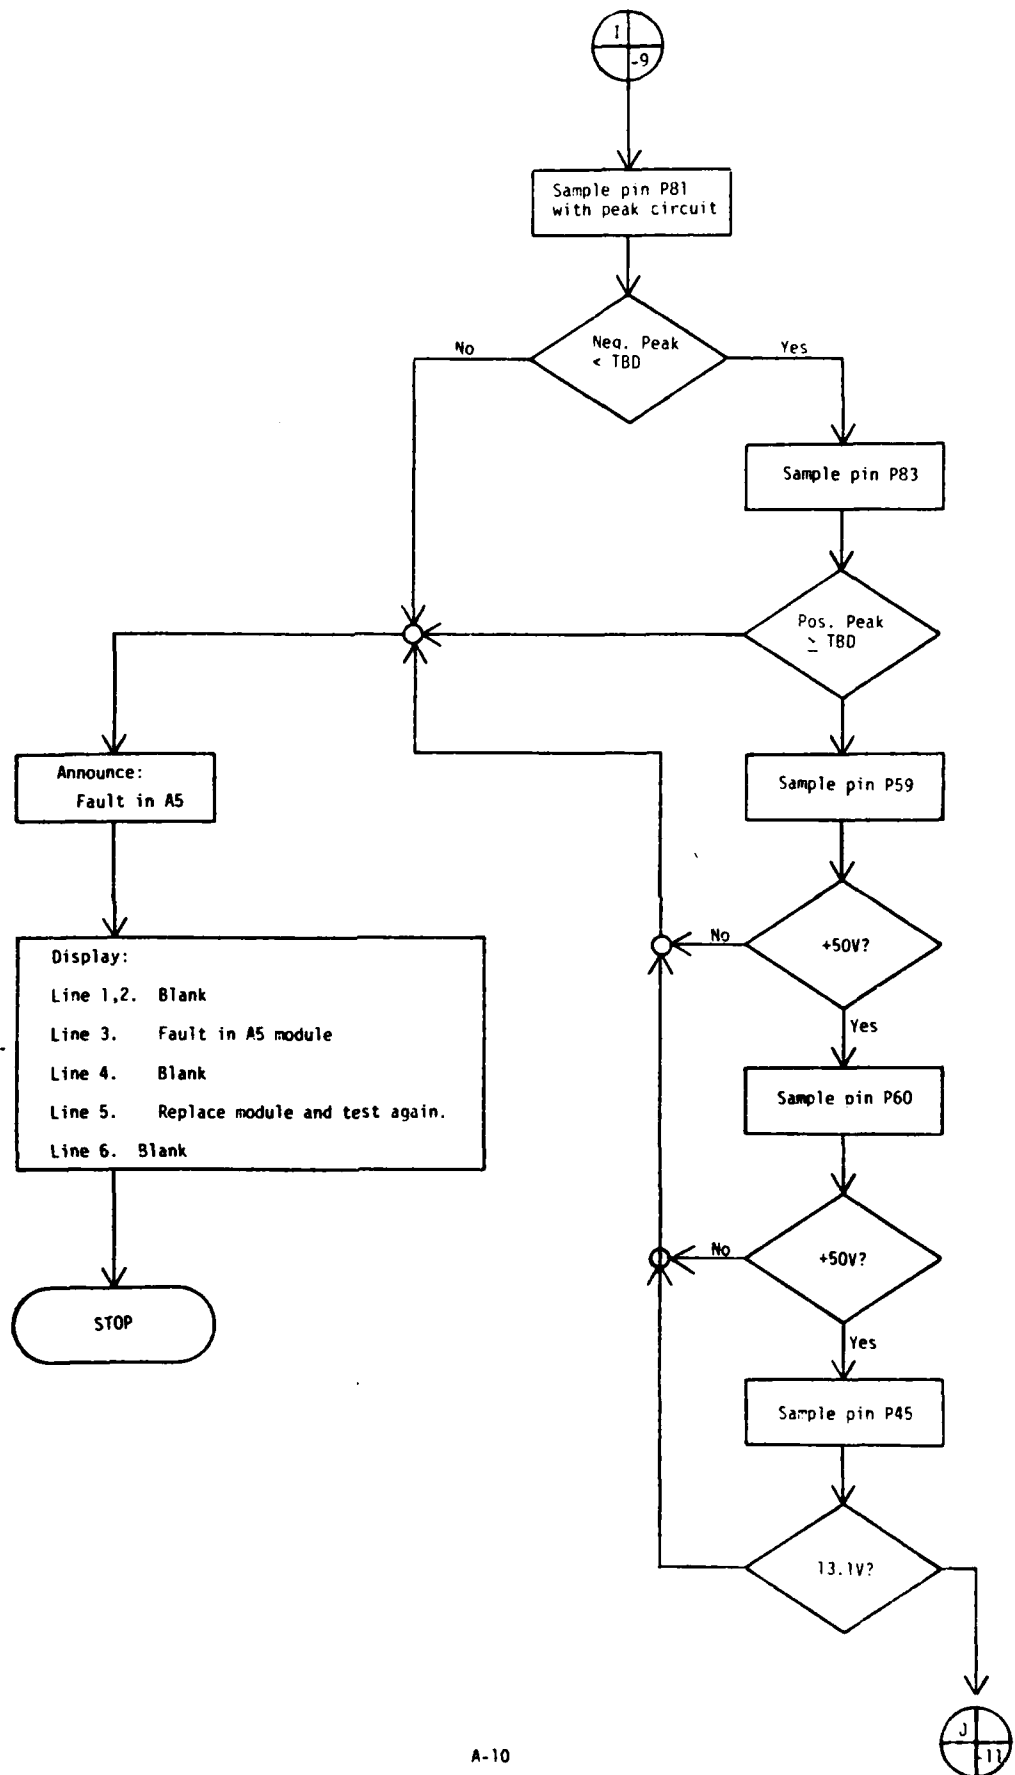 I
-9
Sample pin P81
with peak circuit
Neg. Peak
< TBD
No
Yes
Sample pin P83
Pos. Peak
≥ TBD
Sample pin P59
Announce:
Fault in A5
+50V?
No
Yes
Display:
Line 1,2. Blank
Line 3. Fault in A5 module
Line 4. Blank
Line 5. Replace module and test again.
Line 6. Blank
Sample pin P60
+50V?
No
Yes
STOP
Sample pin P45
13.1V?
J
-11
A-10